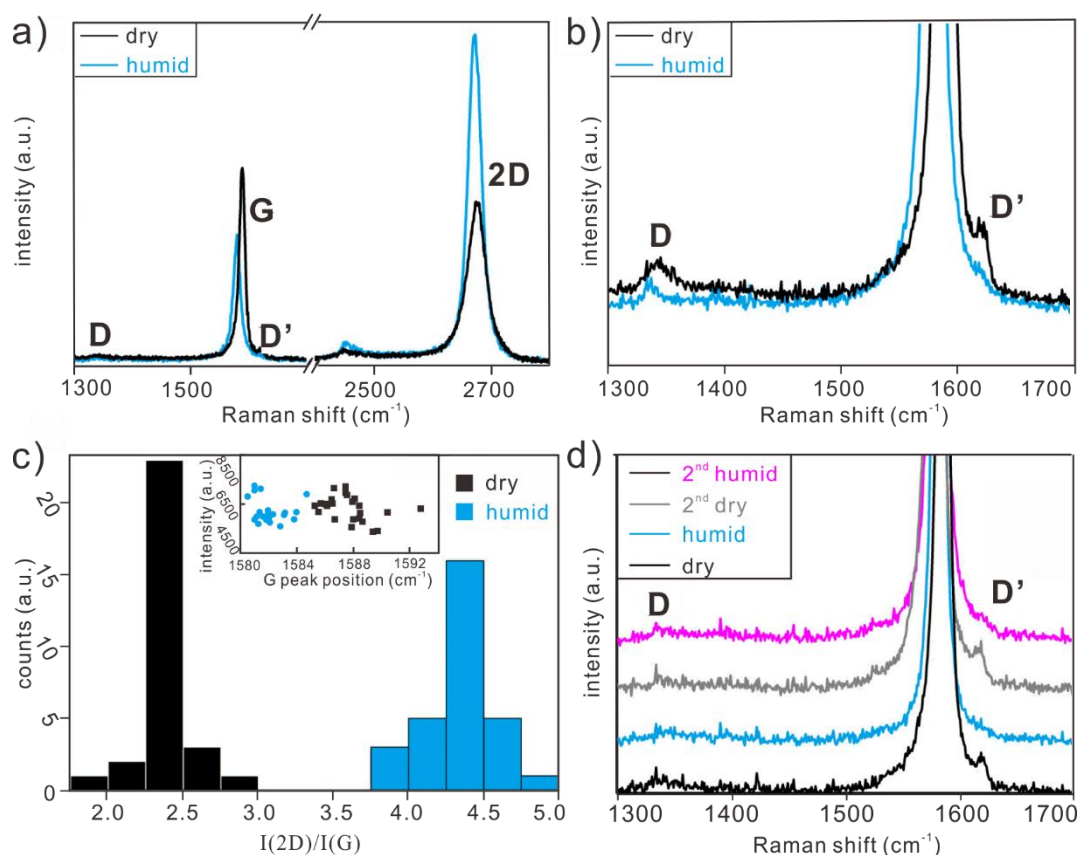 a)
dry
humid
D
G
D’
2D
intensity (a.u.)
1300
1500
2500
2700
Raman shift (cm⁻¹)
b)
dry
humid
D
D’
intensity (a.u.)
1300
1400
1500
1600
1700
Raman shift (cm⁻¹)
c)
dry
humid
intensity (a.u.)
8500
6500
4500
1580
1584
1588
1592
G peak position (cm⁻¹)
counts (a.u.)
20
15
10
5
0
2.0
2.5
3.0
3.5
4.0
4.5
5.0
I(2D)/I(G)
d)
2ⁿᵈ humid
2ⁿᵈ dry
humid
dry
D
D’
intensity (a.u.)
1300
1400
1500
1600
1700
Raman shift (cm⁻¹)